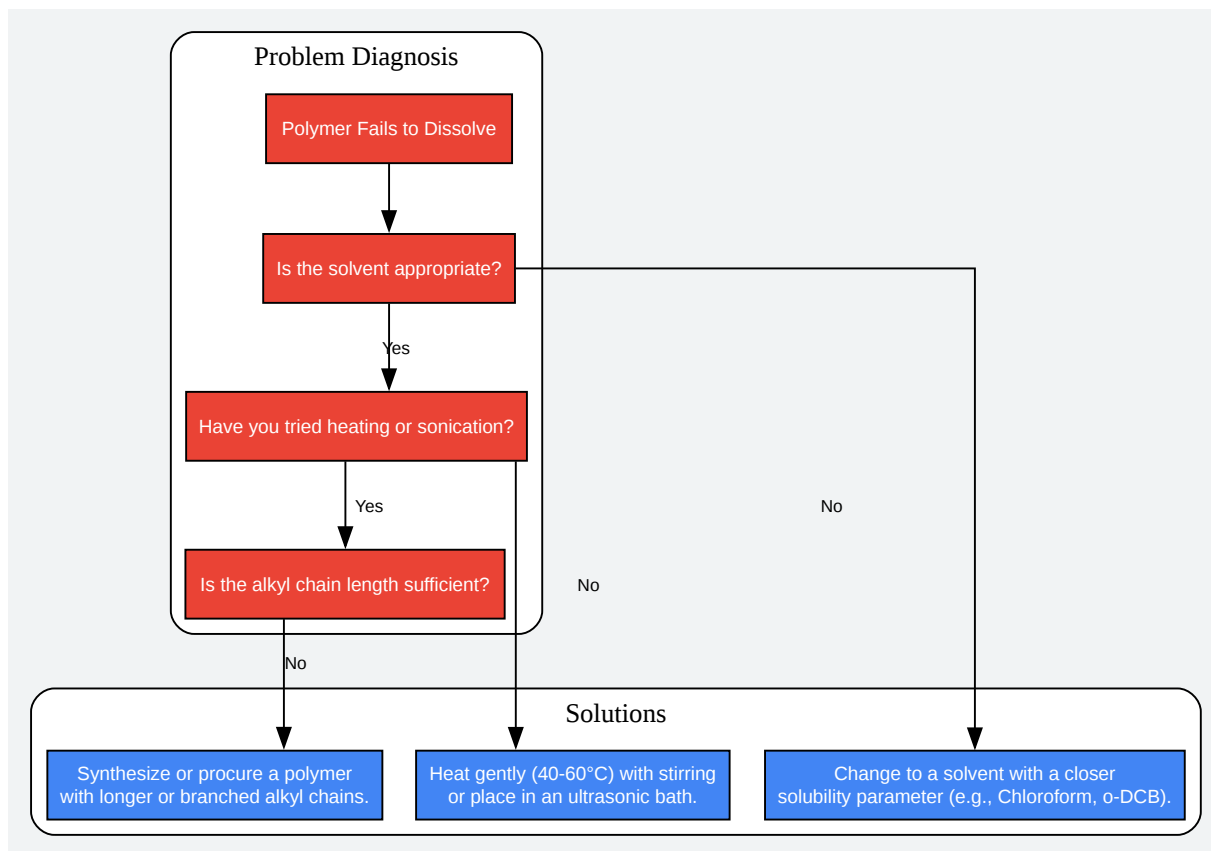 Problem Diagnosis
Polymer Fails to Dissolve
Is the solvent appropriate?
Yes
Have you tried heating or sonication?
Yes
No
Is the alkyl chain length sufficient?
No
No
Solutions
Synthesize or procure a polymer
with longer or branched alkyl chains.
Heat gently (40-60°C) with stirring
or place in an ultrasonic bath.
Change to a solvent with a closer
solubility parameter (e.g., Chloroform, o-DCB).